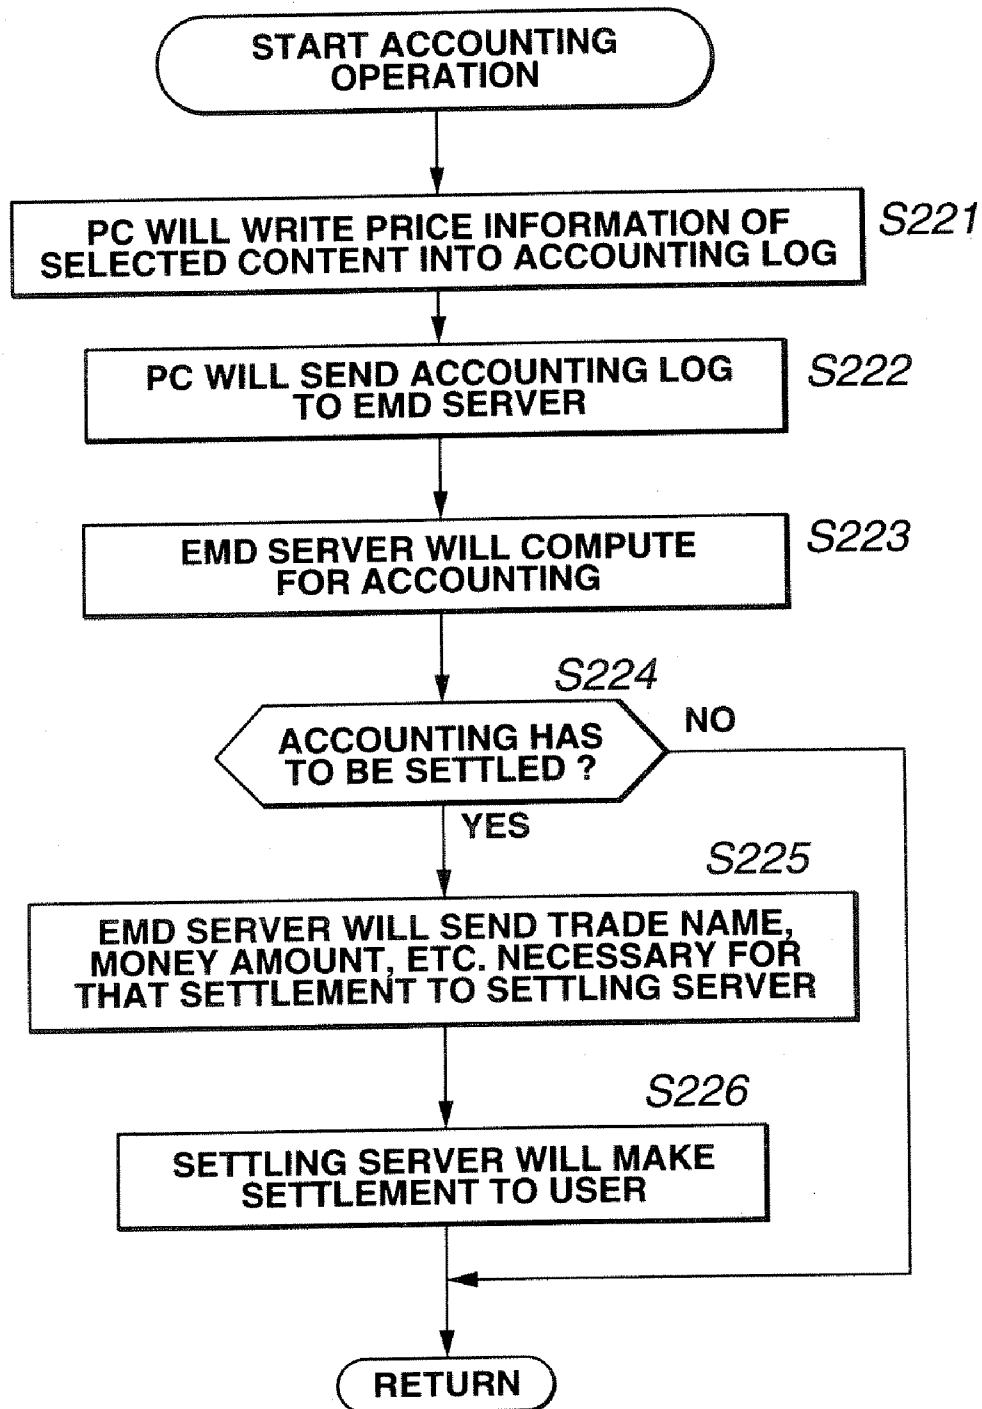 START ACCOUNTING
OPERATION
PC WILL WRITE PRICE INFORMATION OF
SELECTED CONTENT INTO ACCOUNTING LOG
S221
PC WILL SEND ACCOUNTING LOG
TO EMD SERVER
S222
EMD SERVER WILL COMPUTE
FOR ACCOUNTING
S223
S224
ACCOUNTING HAS
TO BE SETTLED ?
NO
YES
S225
EMD SERVER WILL SEND TRADE NAME,
MONEY AMOUNT, ETC. NECESSARY FOR
THAT SETTLEMENT TO SETTLING SERVER
S226
SETTLING SERVER WILL MAKE
SETTLEMENT TO USER
RETURN